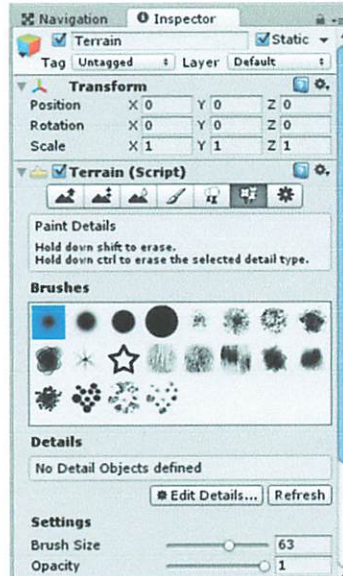 Navigation Inspector
Terrain Static
Tag Untagged Layer Default
Transform
Position X 0 Y 0 Z 0
Rotation X 0 Y 0 Z 0
Scale X 1 Y 1 Z 1
Terrain (Script)
Paint Details
Hold down shift to erase.
Hold down ctrl to erase the selected detail type.
Brushes
Details
No Detail Objects defined
Edit Details... Refresh
Settings
Brush Size 63
Opacity 1